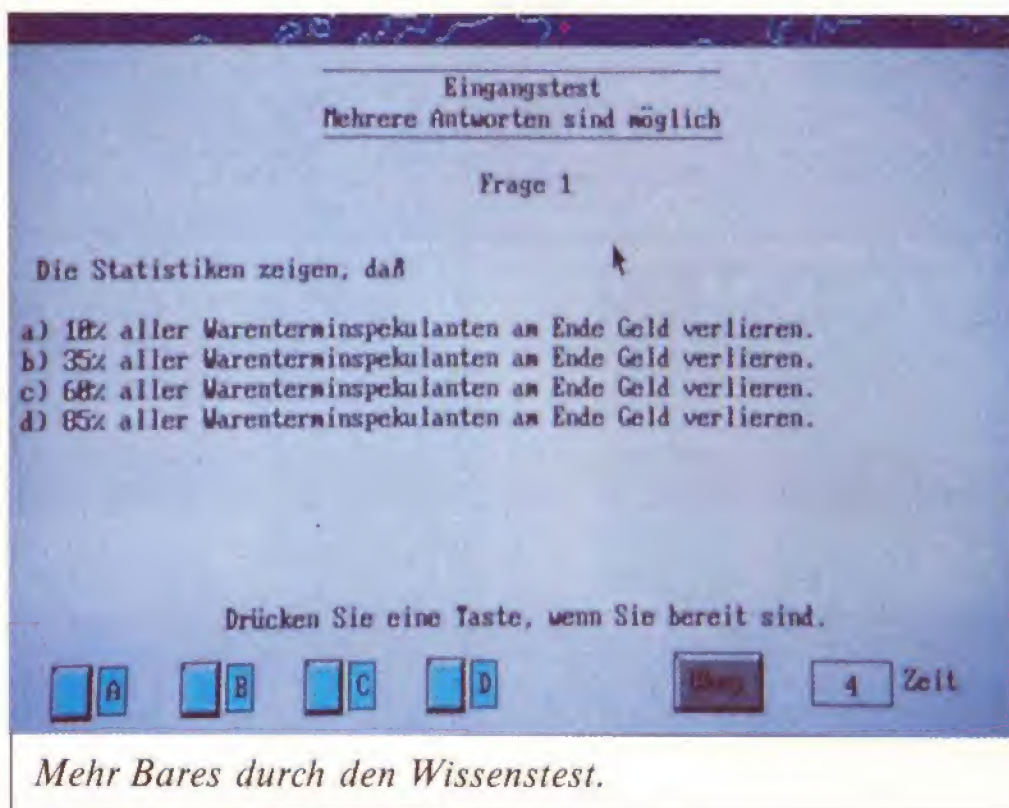 Eingangstest
Mehrere Antworten sind möglich
Frage 1
Die Statistiken zeigen, daß
a) 10% aller Warenterminspekulanten am Ende Geld verlieren.
b) 35% aller Warenterminspekulanten am Ende Geld verlieren.
c) 60% aller Warenterminspekulanten am Ende Geld verlieren.
d) 85% aller Warenterminspekulanten am Ende Geld verlieren.
Drücken Sie eine Taste, wenn Sie bereit sind.
A B C D 4 Zeit
Mehr Bares durch den Wissenstest.